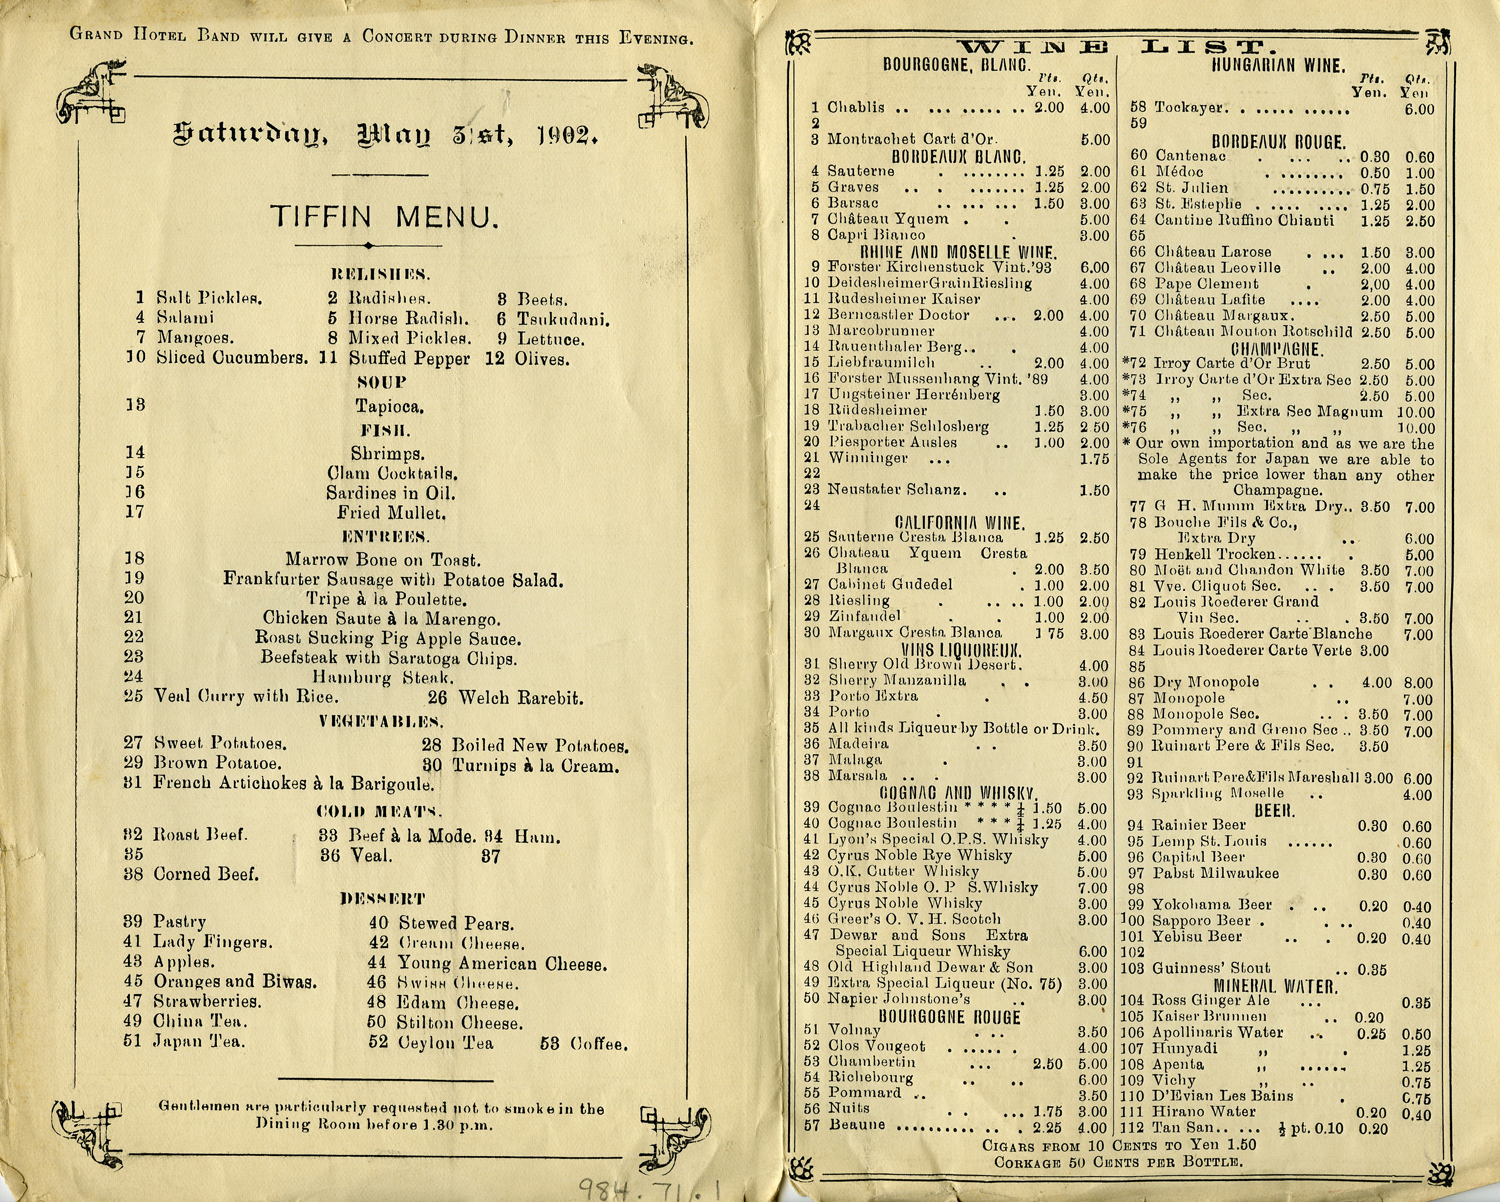 GRAND HOTEL BAND WILL GIVE A CONCERT DURING DINNER THIS EVENING.
Saturday, May 31st, 1902.
TIFFIN MENU.
RELISHES.
1 Salt Pickles. 2 Radishes. 3 Beets.
4 Salami 5 Horse Radish. 6 Tsukudani.
7 Mangoes. 8 Mixed Pickles. 9 Lettuce.
10 Sliced Cucumbers. 11 Stuffed Pepper 12 Olives.
SOUP
13 Tapioca.
FISH.
14 Shrimps.
15 Clam Cocktails.
16 Sardines in Oil.
17 Fried Mullet.
ENTREES.
18 Marrow Bone on Toast.
19 Frankfurter Sausage with Potatoe Salad.
20 Tripe à la Poulette.
21 Chicken Saute à la Marengo.
22 Roast Sucking Pig Apple Sauce.
23 Beefsteak with Saratoga Chips.
24 Hamburg Steak.
25 Veal Curry with Rice. 26 Welch Rarebit.
VEGETABLES.
27 Sweet Potatoes. 28 Boiled New Potatoes.
29 Brown Potatoe. 30 Turnips à la Cream.
31 French Artichokes à la Barigoule.
COLD MEATS.
32 Roast Beef. 33 Beef à la Mode. 34 Ham.
35 36 Veal. 37
38 Corned Beef.
DESSERT
39 Pastry 40 Stewed Pears.
41 Lady Fingers. 42 Cream Cheese.
43 Apples. 44 Young American Cheese.
45 Oranges and Biwas. 46 Swiss Cheese.
47 Strawberries. 48 Edam Cheese.
49 China Tea. 50 Stilton Cheese.
51 Japan Tea. 52 Ceylon Tea 53 Coffee.
Gentlemen are particularly requested not to smoke in the
Dining Room before 1.30 p.m.
984.71.1
WINE LIST.
BOURGOGNE, BLANC.
Pts. Qts.
Yen. Yen.
1 Chablis .. ... ...... .. 2.00 4.00
2
3 Montrachet Cart d'Or. 5.00
BORDEAUX BLANC.
4 Sauterne . ........ 1.25 2.00
5 Graves .. . ....... 1.25 2.00
6 Barsac .. ... ... 1.50 3.00
7 Château Yquem . . 5.00
8 Capri Bianco . 3.00
RHINE AND MOSELLE WINE.
9 Forster Kirchenstuck Vint.'93 6.00
10 DeidesheimerGrainRiesling 4.00
11 Rudesheimer Kaiser 4.00
12 Berncastler Doctor ... 2.00 4.00
13 Marcobrunner 4.00
14 Rauenthaler Berg.. . 4.00
15 Liebfraumilch .. 2.00 4.00
16 Forster Mussenhang Vint. '89 4.00
17 Ungsteiner Herrénberg 3.00
18 Rüdesheimer 1.50 3.00
19 Trabacher Schlosberg 1.25 2 50
20 Piesporter Ausles .. 1.00 2.00
21 Winninger ... 1.75
22
23 Neustater Schanz. .. 1.50
24
CALIFORNIA WINE.
25 Sauterne Cresta Blanca 1.25 2.50
26 Chateau Yquem Cresta
Blanca . 2.00 3.50
27 Cabinet Gudedel . 1.00 2.00
28 Riesling . .. .. 1.00 2.00
29 Zinfandel . . 1.00 2.00
30 Margaux Cresta Blanca 1 75 3.00
VINS LIQUOREUX.
31 Sherry Old Brown Desert. 4.00
32 Sherry Manzanilla . . 3.00
33 Porto Extra . 4.50
34 Porto . 3.00
35 All kinds Liqueur by Bottle or Drink.
36 Madeira . . 3.50
37 Malaga . 3.00
38 Marsala .. . 3.00
COGNAC AND WHISKY.
39 Cognac Boulestin * * * * ½ 1.50 5.00
40 Cognac Boulestin * * * ½ 1.25 4.00
41 Lyon's Special O.P.S. Whisky 4.00
42 Cyrus Noble Rye Whisky 5.00
43 O.K. Cutter Whisky 5.00
44 Cyrus Noble O. P S.Whisky 7.00
45 Cyrus Noble Whisky 3.00
46 Greer's O. V. H. Scotch 3.00
47 Dewar and Sons Extra
Special Liqueur Whisky 6.00
48 Old Highland Dewar & Son 3.00
49 Extra Special Liqueur (No. 75) 3.00
50 Napier Johnstone's .. 3.00
BOURGOGNE ROUGE
51 Volnay . . . 3.50
52 Clos Vougeot . ..... . 4.00
53 Chambertin ... 2.50 5.00
54 Richebourg .. .. 6.00
55 Pommard .. 3.50
56 Nuits . . ... 1.75 3.00
57 Beaune .......... .. . 2.25 4.00
HUNGARIAN WINE.
Pts. Qts.
Yen. Yen
58 Tockayer. . ..... ...... 6.00
59
BORDEAUX ROUGE.
60 Cantenac . ... .. 0.30 0.60
61 Médoc . ........ 0.50 1.00
62 St. Julien .......... 0.75 1.50
63 St. Estephe . .... .... 1.25 2.00
64 Cantine Ruffino Chianti 1.25 2.50
65
66 Château Larose . ... 1.50 3.00
67 Château Leoville .. 2.00 4.00
68 Pape Clement . 2,00 4.00
69 Château Lafite .... 2.00 4.00
70 Château Margaux. 2.50 5.00
71 Château Mouton Rotschild 2.50 5.00
CHAMPAGNE.
*72 Irroy Carte d'Or Brut 2.50 5.00
*73 Irroy Carte d'Or Extra Sec 2.50 5.00
*74 ,, ,, Sec. 2.50 5.00
*75 ,, ,, Extra Sec Magnum 10.00
*76 ,, ,, Sec. ,, ,, 10.00
* Our own importation and as we are the
Sole Agents for Japan we are able to
make the price lower than any other
Champagne.
77 G H. Mumm Extra Dry.. 3.50 7.00
78 Bouche Fils & Co.,
Extra Dry .. 6.00
79 Henkell Trocken...... . 5.00
80 Moët and Chandon White 3.50 7.00
81 Vve. Cliquot Sec. .. . 3.50 7.00
82 Louis Roederer Grand
Vin Sec. .. . 3.50 7.00
83 Louis Roederer Carte Blanche 7.00
84 Louis Roederer Carte Verte 3.00
85
86 Dry Monopole . . 4.00 8.00
87 Monopole .. 7.00
88 Monopole Sec. .. . 3.50 7.00
89 Pommery and Greno Sec .. 3.50 7.00
90 Ruinart Pere & Fils Sec. 3.50
91
92 Ruinart Pere&Fils Mareshall 3.00 6.00
93 Sparkling Moselle .. 4.00
BEER.
94 Rainier Beer 0.30 0.60
95 Lemp St. Louis ...... 0.60
96 Capital Beer 0.30 0.60
97 Pabst Milwaukee 0.30 0.60
98
99 Yokohama Beer . .. 0.20 0.40
100 Sapporo Beer . . .. 0.40
101 Yebisu Beer .. . 0.20 0.40
102
103 Guinness' Stout .. 0.35
MINERAL WATER.
104 Ross Ginger Ale ... 0.35
105 Kaiser Brunnen .. 0.20
106 Apollinaris Water .. 0.25 0.50
107 Hunyadi ,, . 1.25
108 Apenta ,, ...... 1.25
109 Vichy ,, .. 0.75
110 D'Evian Les Bains . 0.75
111 Hirano Water 0.20 0,40
112 Tan San.. .. ... ½ pt. 0.10 0.20
CIGARS FROM 10 CENTS TO YEN 1.50
CORKAGE 50 CENTS PER BOTTLE.